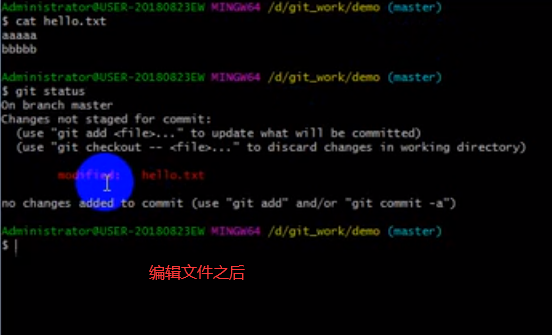 Administrator@USER-20180823EW MINGW64 /d/git_work/demo (master)
$ cat hello.txt
aaaaa
bbbbb
Administrator@USER-20180823EW MINGW64 /d/git_work/demo (master)
$ git status
On branch master
Changes not staged for commit:
(use "git add <file>..." to update what will be committed)
(use "git checkout -- <file>..." to discard changes in working directory)
modified: hello.txt
no changes added to commit (use "git add" and/or "git commit -a")
Administrator@USER-20180823EW MINGW64 /d/git_work/demo (master)
$
编辑文件之后